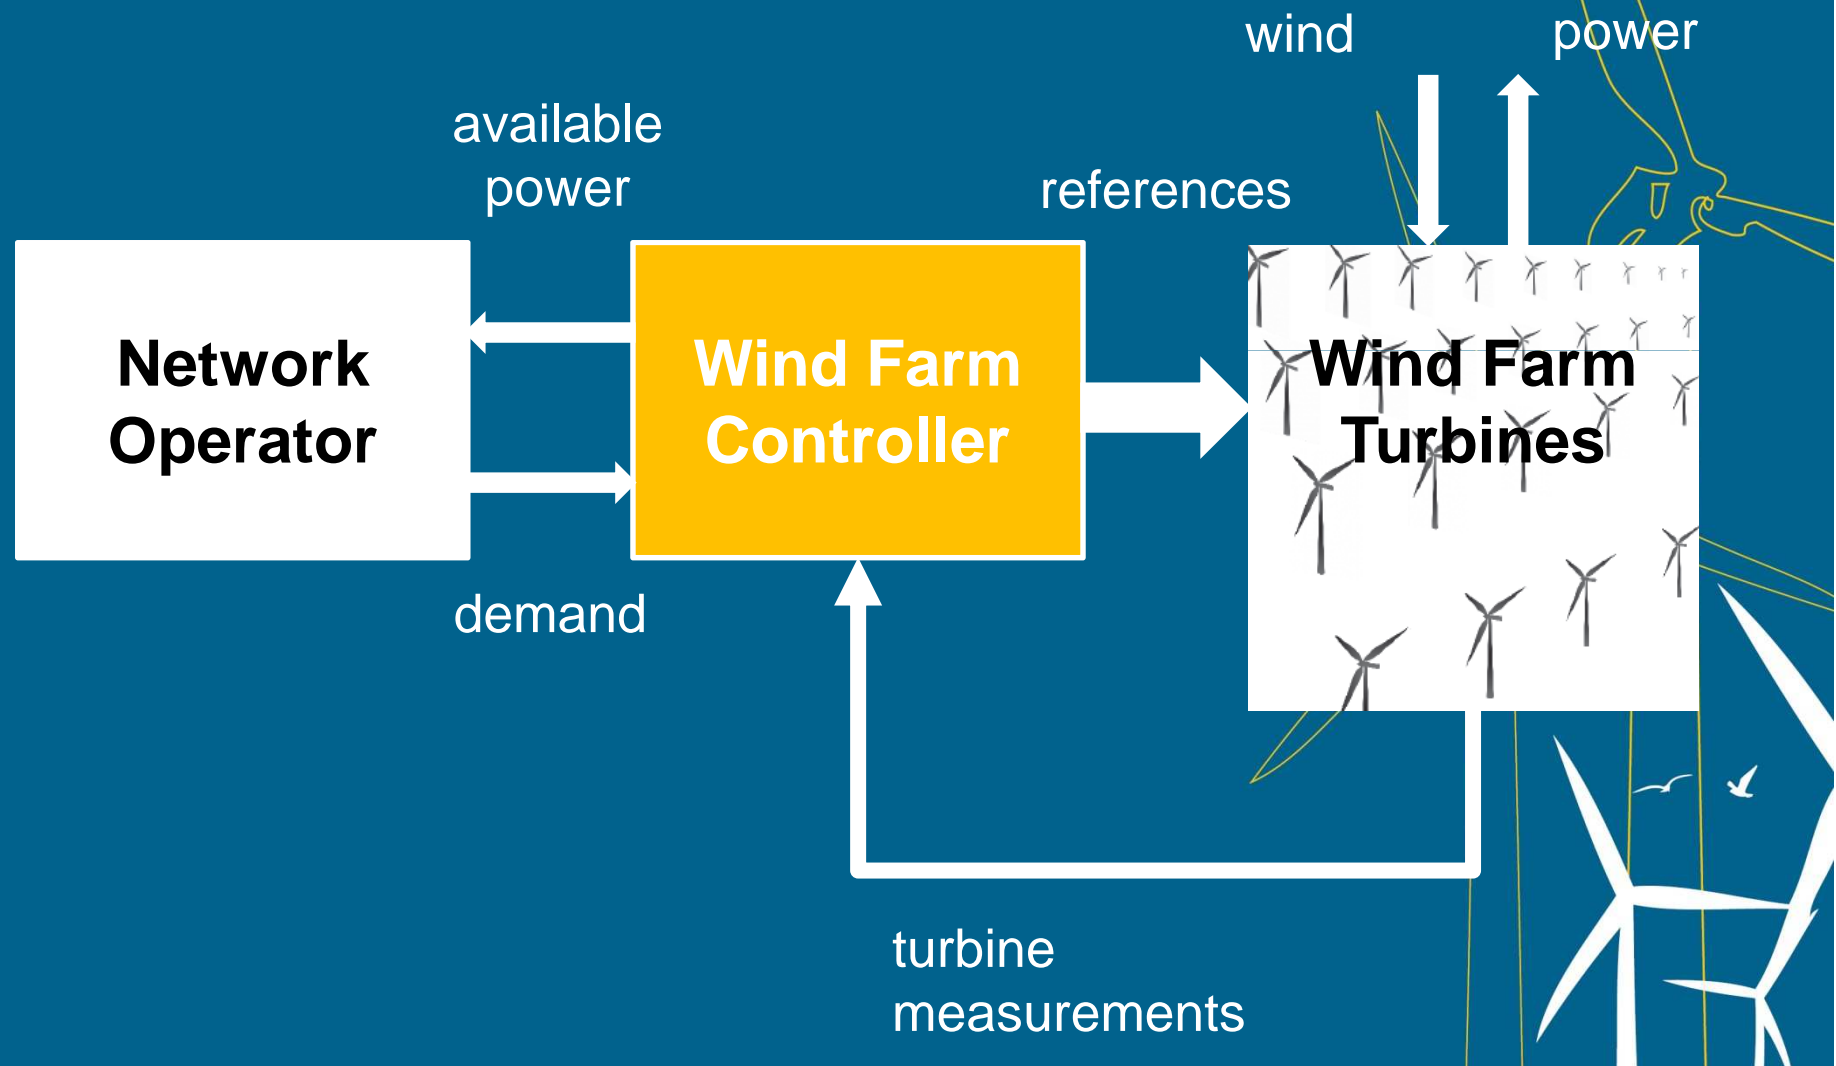 wind
power
available
power
references
Network
Operator
Wind Farm
Controller
Wind Farm
Turbines
demand
turbine
measurements